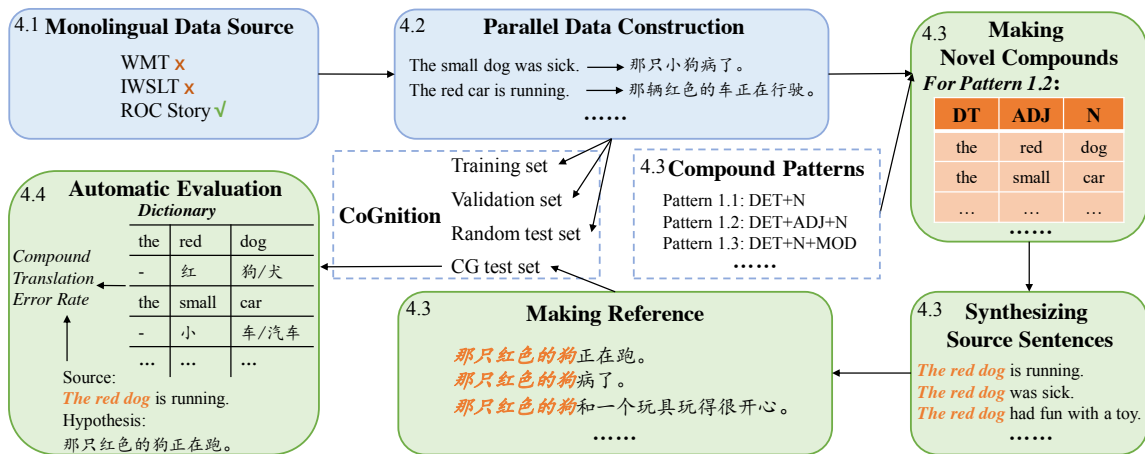 4.1 Monolingual Data Source
WMT x
IWSLT x
ROC Story √
4.2 Parallel Data Construction
The small dog was sick. 那只小狗病了。
The red car is running. 那辆红色的车正在行驶。
……
4.3 Making
Novel Compounds
For Pattern 1.2:
DT ADJ N
the red dog
the small car
… … …
……
CoGnition
Training set
Validation set
Random test set
CG test set
4.3 Compound Patterns
Pattern 1.1: DET+N
Pattern 1.2: DET+ADJ+N
Pattern 1.3: DET+N+MOD
……
4.3 Synthesizing
Source Sentences
The red dog is running.
The red dog was sick.
The red dog had fun with a toy.
……
4.3 Making Reference
那只红色的狗正在跑。
那只红色的狗病了。
那只红色的狗和一个玩具玩得很开心。
……
4.4 Automatic Evaluation
Dictionary
the red dog
- 红 狗/犬
the small car
- 小 车/汽车
… … …
Compound
Translation
Error Rate
Source:
The red dog is running.
Hypothesis:
那只红色的狗正在跑。